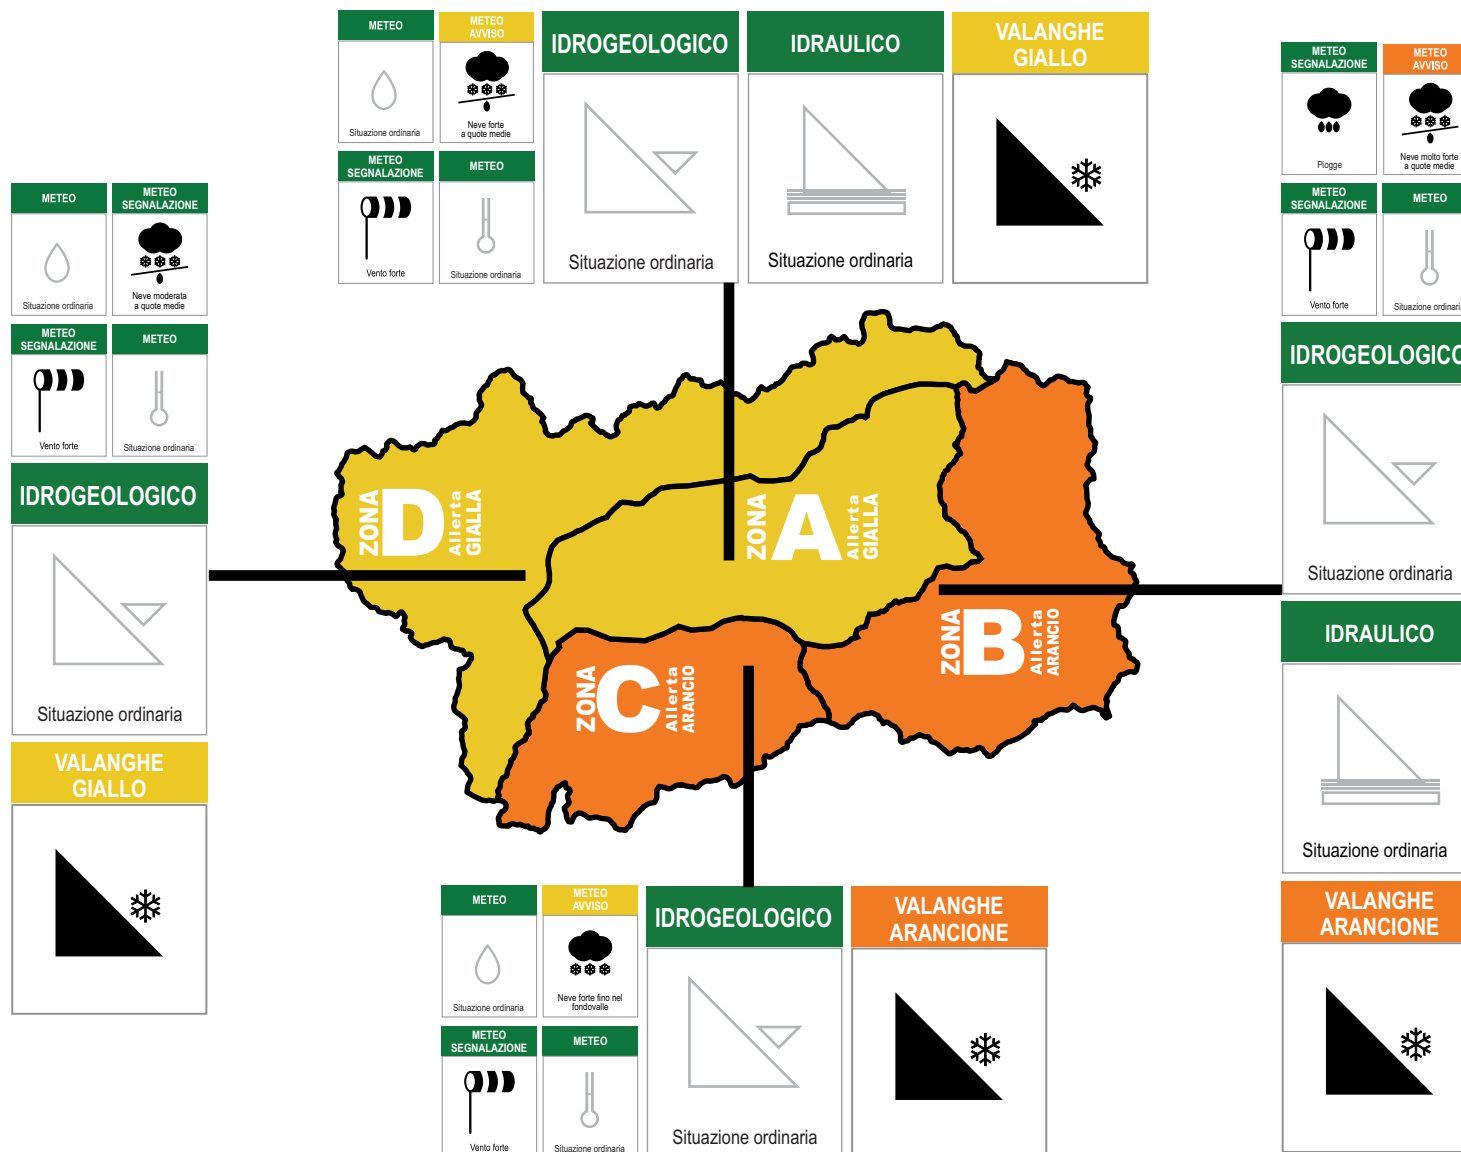 METEO
METEO
AVVISO
Situazione ordinaria
Neve forte
a quote medie
METEO
SEGNALAZIONE
METEO
Vento forte
Situazione ordinaria
IDROGEOLOGICO
Situazione ordinaria
IDRAULICO
Situazione ordinaria
VALANGHE
GIALLO
METEO
SEGNALAZIONE
METEO
AVVISO
Piogge
Neve molto forte
a quote medie
METEO
SEGNALAZIONE
METEO
Vento forte
Situazione ordinaria
IDROGEOLOGICO
Situazione ordinaria
IDRAULICO
Situazione ordinaria
VALANGHE
ARANCIONE
METEO
METEO
SEGNALAZIONE
Situazione ordinaria
Neve moderata
a quote medie
METEO
SEGNALAZIONE
METEO
Vento forte
Situazione ordinaria
IDROGEOLOGICO
Situazione ordinaria
VALANGHE
GIALLO
ZONA
D
Allerta
GIALLA
ZONA
A
Allerta
GIALLA
ZONA
B
Allerta
ARANCIO
ZONA
C
Allerta
ARANCIO
METEO
METEO
AVVISO
Situazione ordinaria
Neve forte fino nel
fondovalle
METEO
SEGNALAZIONE
METEO
Vento forte
Situazione ordinaria
IDROGEOLOGICO
Situazione ordinaria
VALANGHE
ARANCIONE